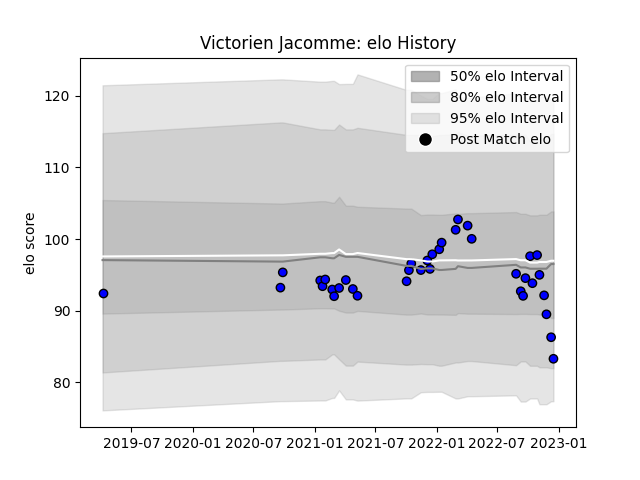 Victorien Jacomme: elo History
50% elo Interval
80% elo Interval
95% elo Interval
Post Match elo
elo score
120
110
100
90
80
2019-07 2020-01 2020-07 2021-01 2021-07 2022-01 2022-07 2023-01